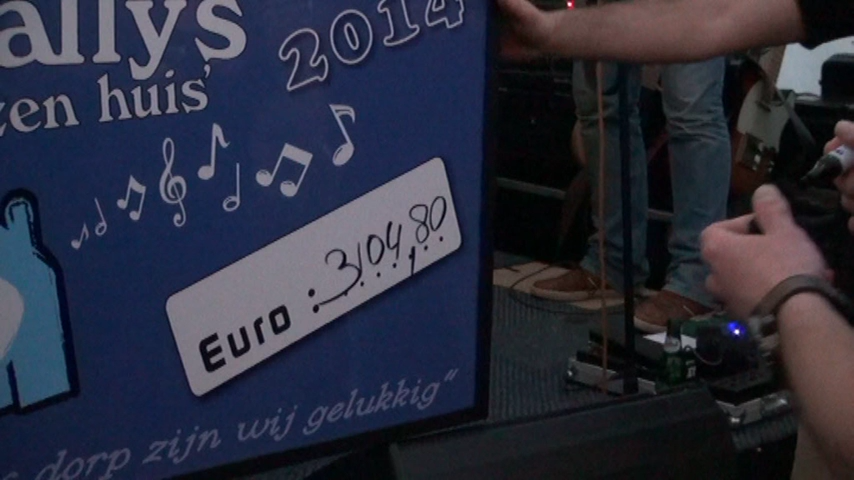 allys 2014
zen huis'
Euro : 3104,80
dorp zijn wij gelukkig"